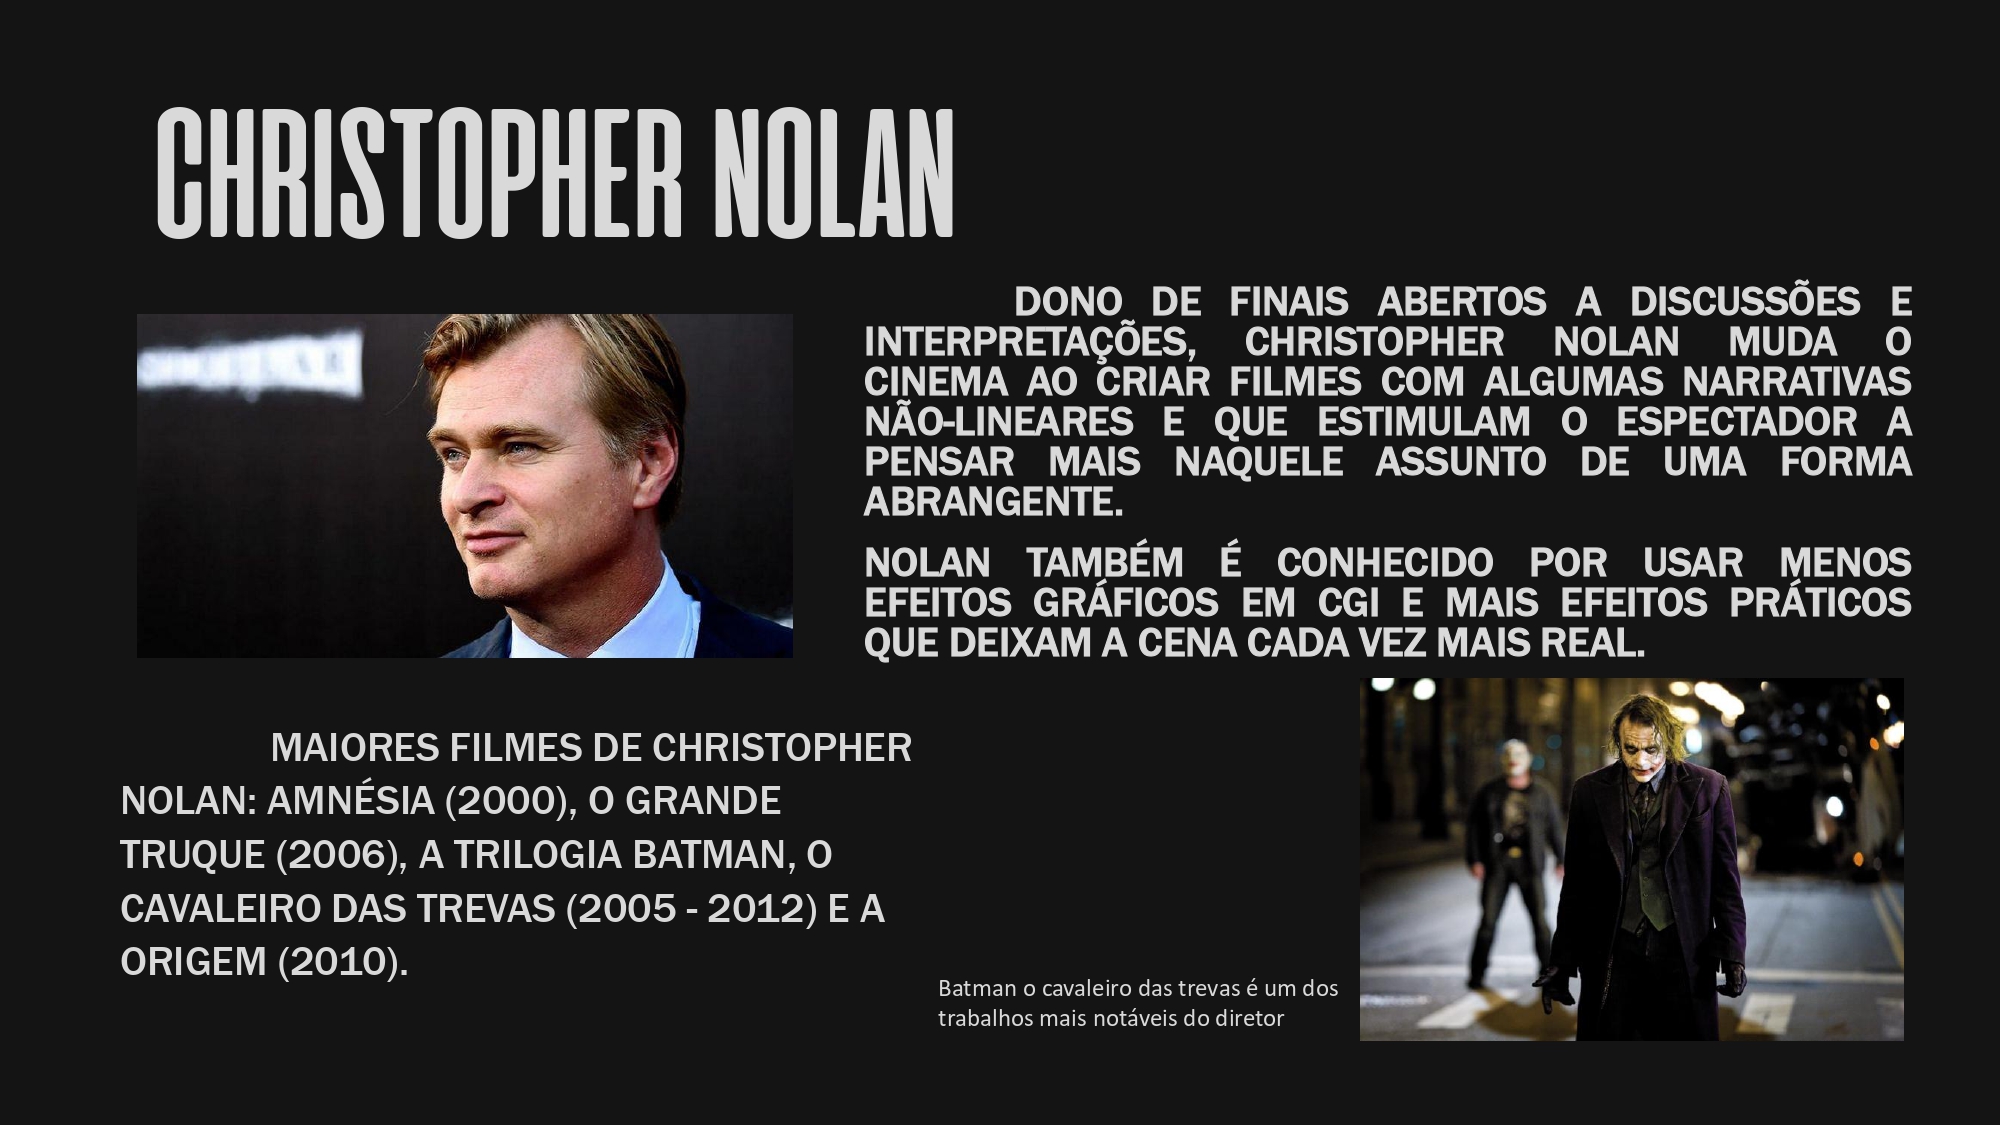 CHRISTOPHER NOLAN
DONO DE FINAIS ABERTOS A DISCUSSÕES E
INTERPRETAÇÕES, CHRISTOPHER NOLAN MUDA O
CINEMA AO CRIAR FILMES COM ALGUMAS NARRATIVAS
NÃO-LINEARES E QUE ESTIMULAM O ESPECTADOR A
PENSAR MAIS NAQUELE ASSUNTO DE UMA FORMA
ABRANGENTE.
NOLAN TAMBÉM É CONHECIDO POR USAR MENOS
EFEITOS GRÁFICOS EM CGI E MAIS EFEITOS PRÁTICOS
QUE DEIXAM A CENA CADA VEZ MAIS REAL.
MAIORES FILMES DE CHRISTOPHER
NOLAN: AMNÉSIA (2000), O GRANDE
TRUQUE (2006), A TRILOGIA BATMAN, O
CAVALEIRO DAS TREVAS (2005 - 2012) E A
ORIGEM (2010).
Batman o cavaleiro das trevas é um dos
trabalhos mais notáveis do diretor